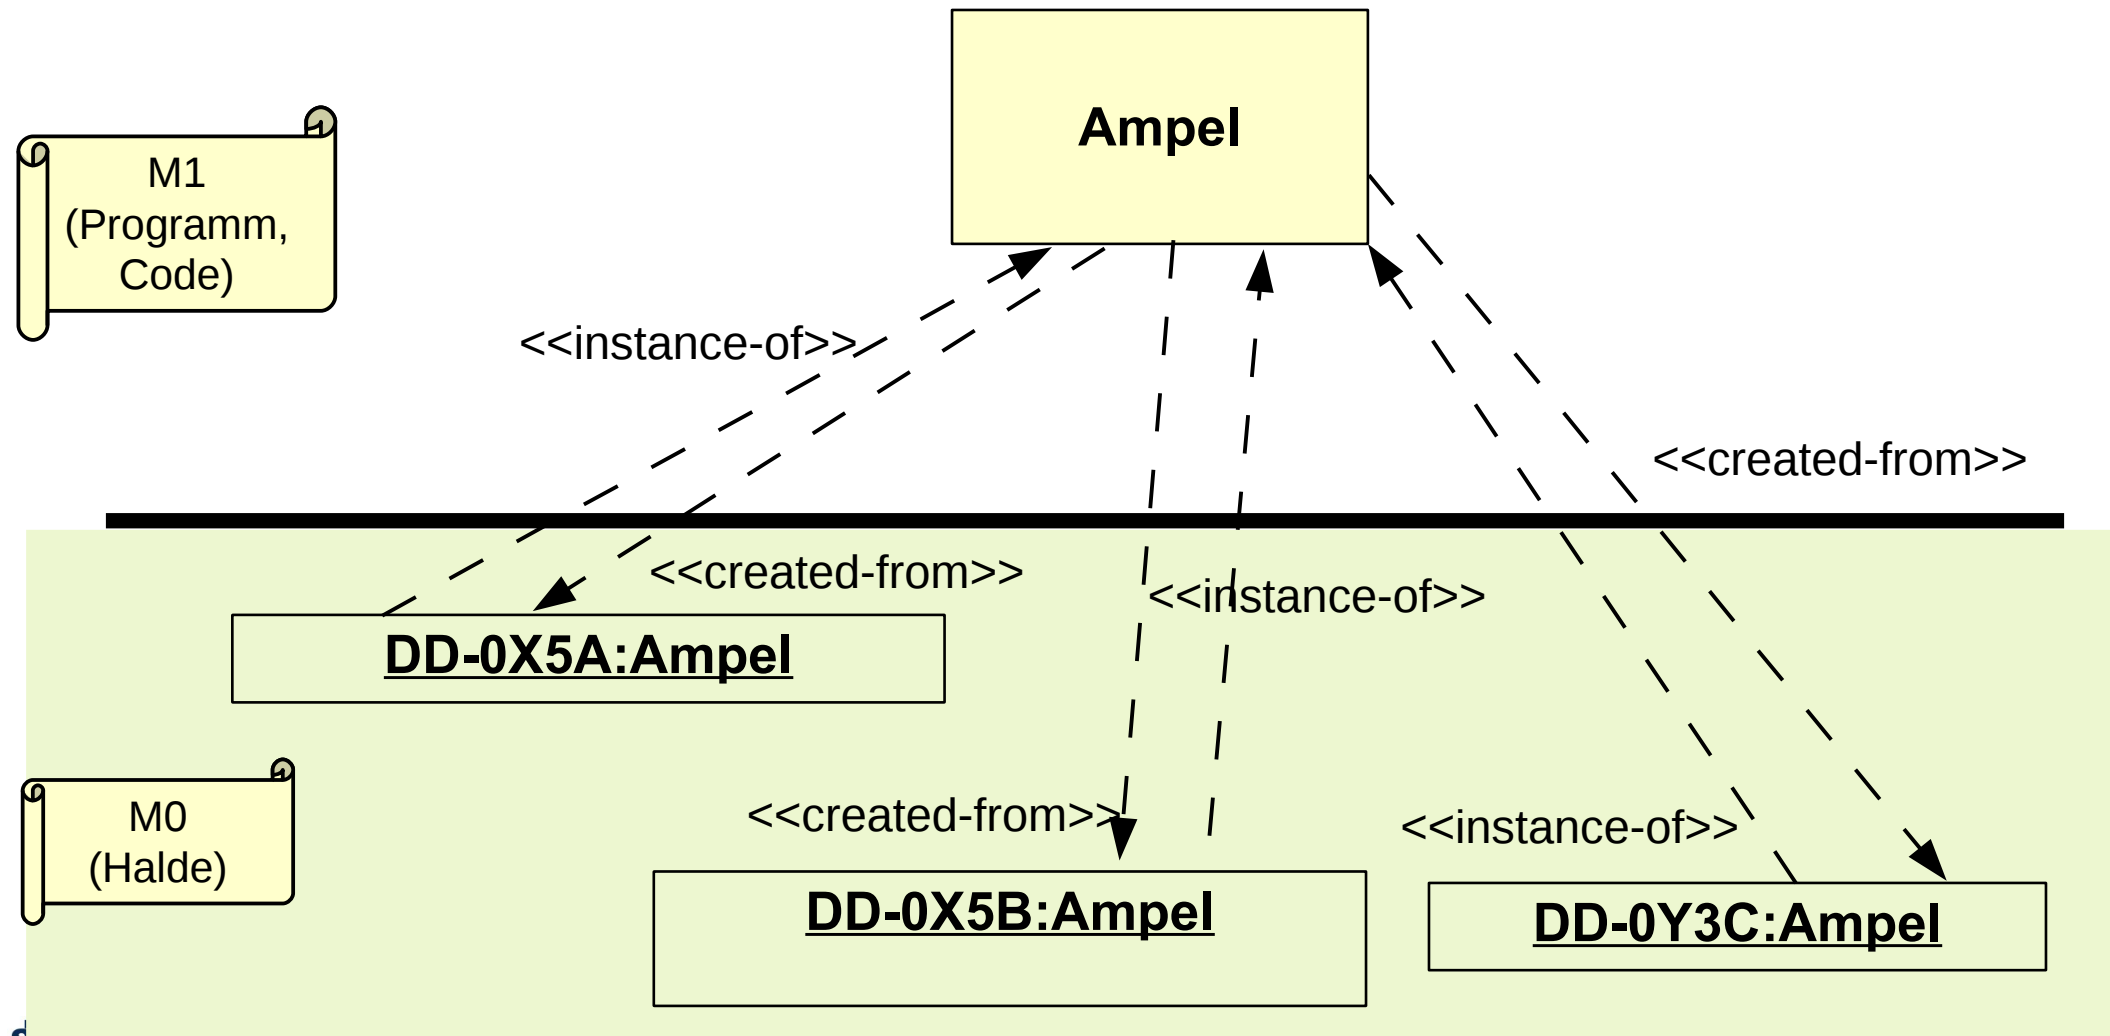 Ampel
M1
(Programm,
Code)
<<instance-of>>
<<created-from>>
<<created-from>>
<<instance-of>>
DD-0X5A:Ampel
M0
(Halde)
<<created-from>>
<<instance-of>>
DD-0X5B:Ampel
DD-0Y3C:Ampel